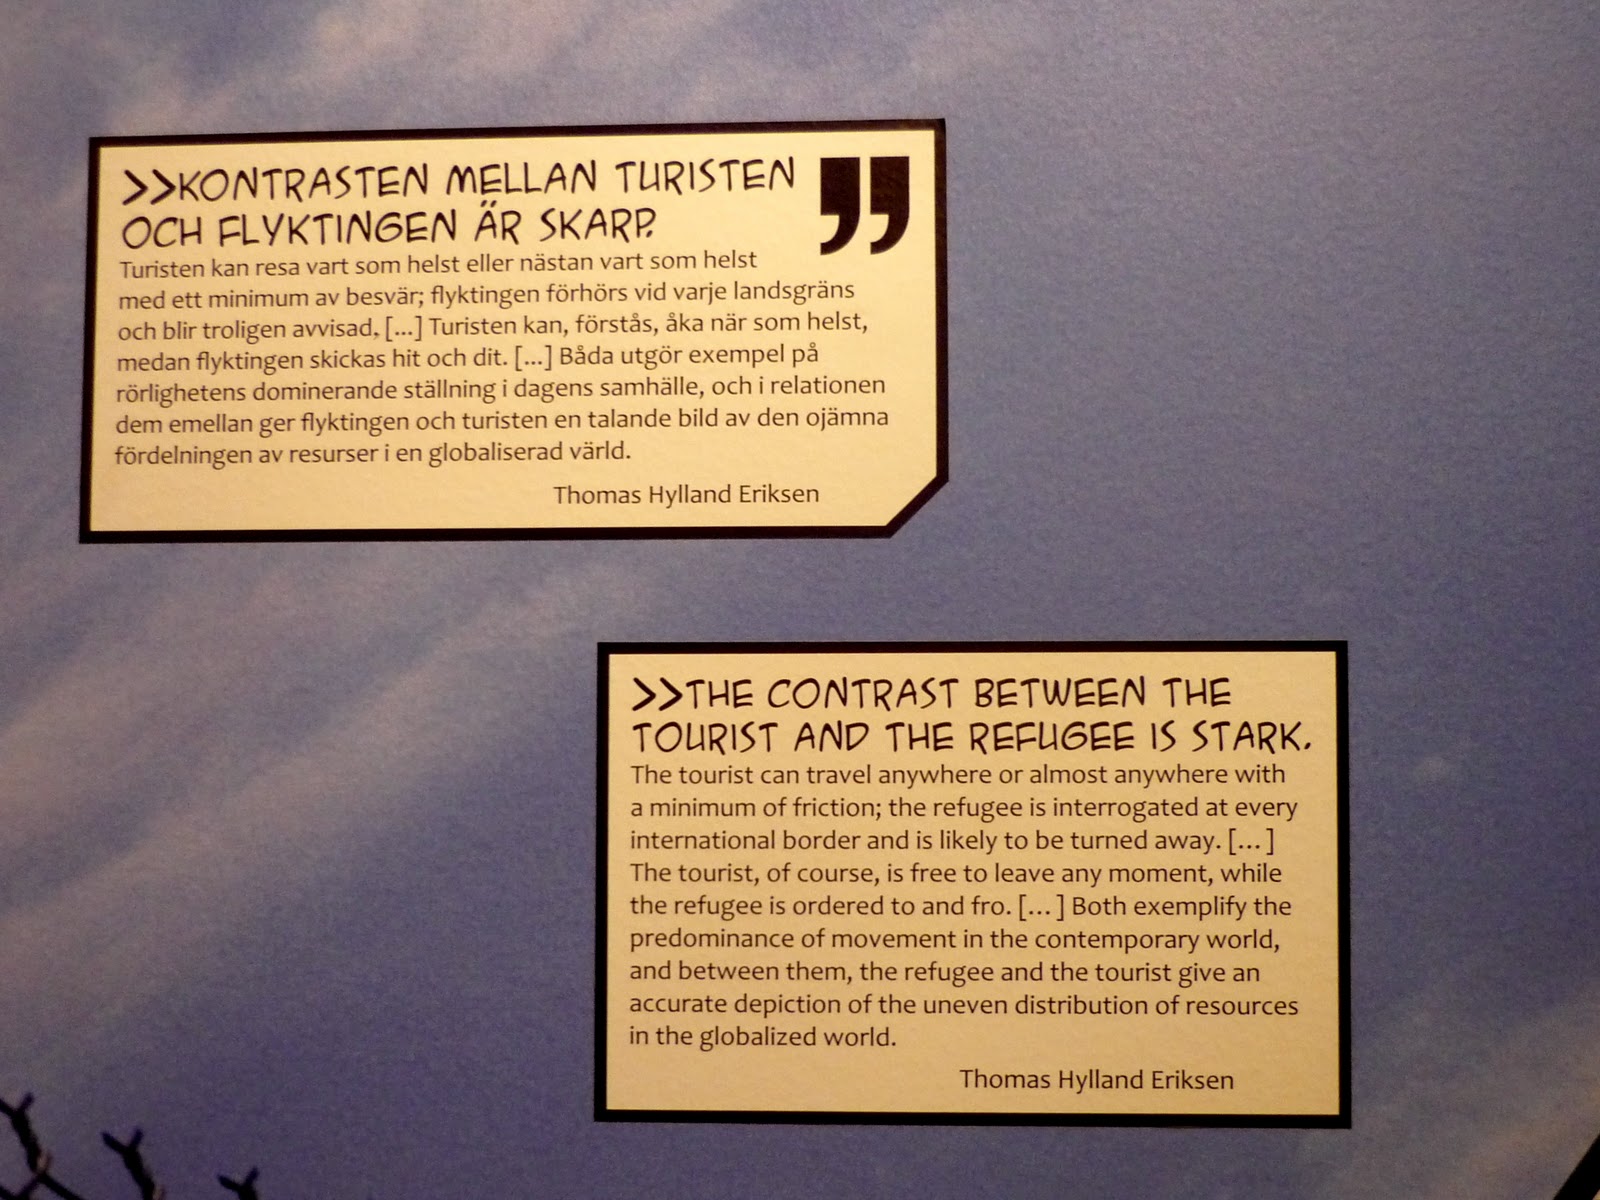 >>KONTRASTEN MELLAN TURISTEN
OCH FLYKTINGEN ÄR SKARP.
”
Turisten kan resa vart som helst eller nästan vart som helst
med ett minimum av besvär; flyktingen förhörs vid varje landsgräns
och blir troligen avvisad. [...] Turisten kan, förstås, åka när som helst,
medan flyktingen skickas hit och dit. [...] Båda utgör exempel på
rörlighetens dominerande ställning i dagens samhälle, och i relationen
dem emellan ger flyktingen och turisten en talande bild av den ojämna
fördelningen av resurser i en globaliserad värld.
Thomas Hylland Eriksen
>>THE CONTRAST BETWEEN THE
TOURIST AND THE REFUGEE IS STARK.
The tourist can travel anywhere or almost anywhere with
a minimum of friction; the refugee is interrogated at every
international border and is likely to be turned away. [...]
The tourist, of course, is free to leave any moment, while
the refugee is ordered to and fro. [...] Both exemplify the
predominance of movement in the contemporary world,
and between them, the refugee and the tourist give an
accurate depiction of the uneven distribution of resources
in the globalized world.
Thomas Hylland Eriksen